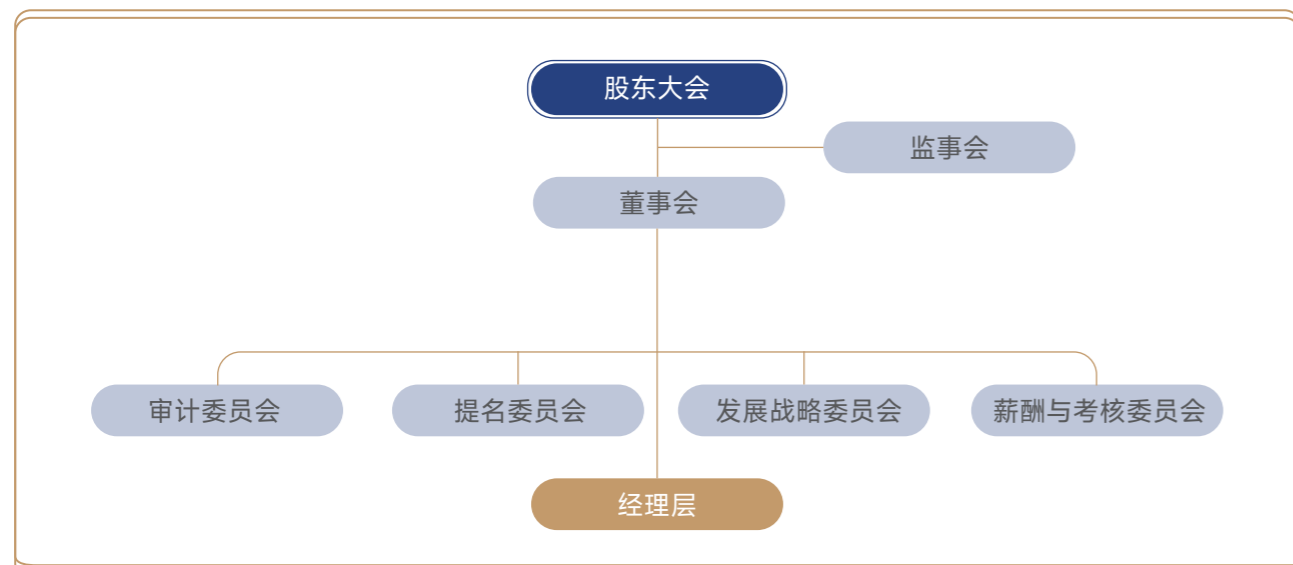 股东大会
监事会
董事会
审计委员会
提名委员会
发展战略委员会
薪酬与考核委员会
经理层